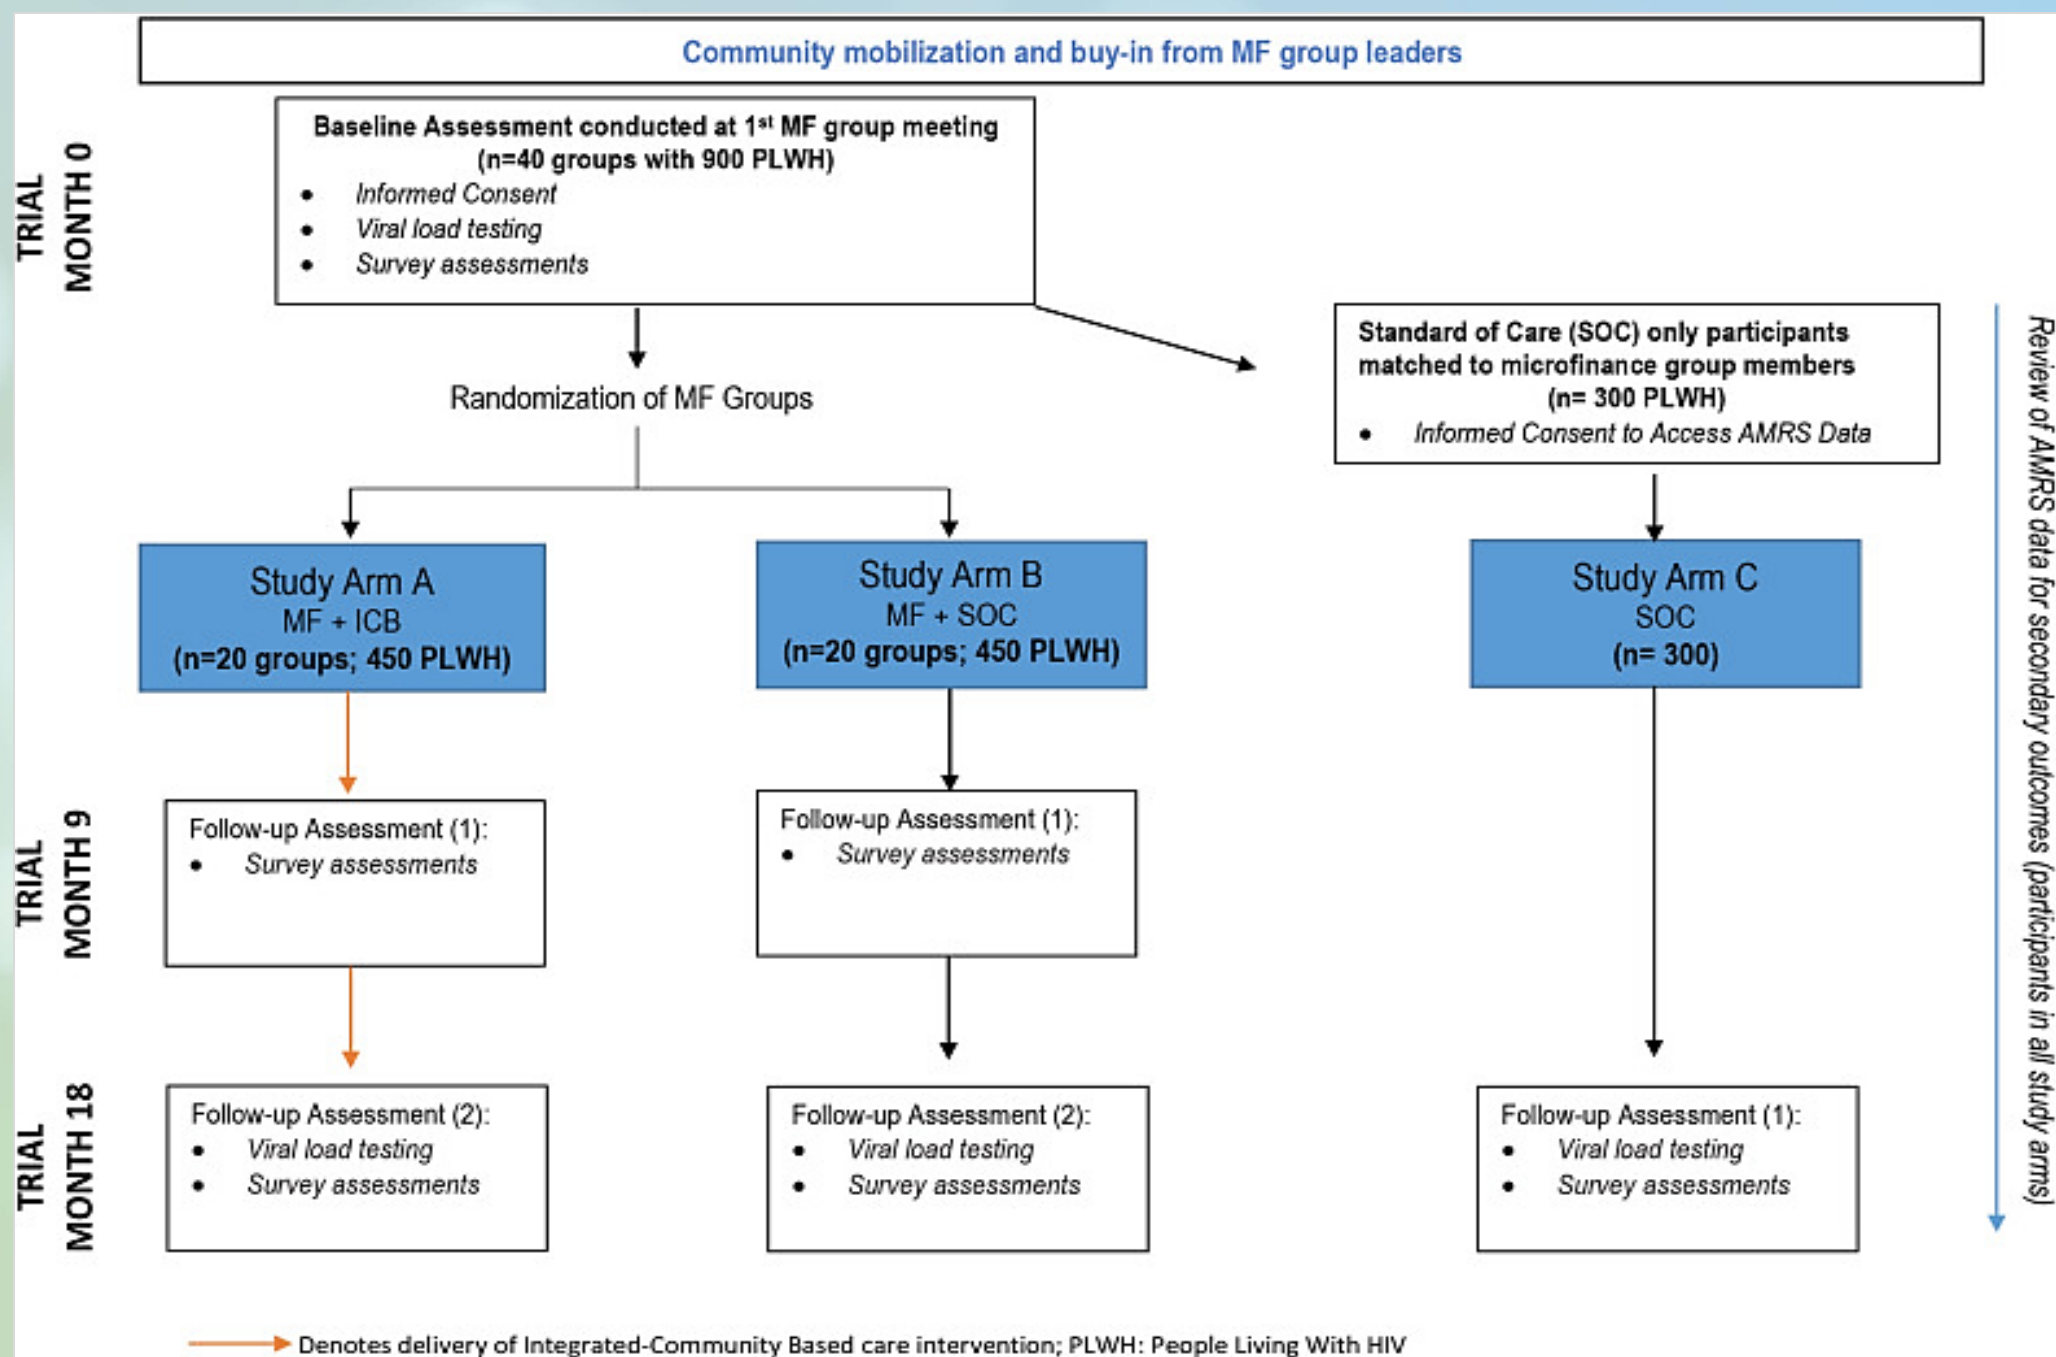 Community mobilization and buy-in from MF group leaders
TRIAL
MONTH 0
Baseline Assessment conducted at 1st MF group meeting
(n=40 groups with 900 PLWH)
• Informed Consent
• Viral load testing
• Survey assessments
Standard of Care (SOC) only participants
matched to microfinance group members
(n= 300 PLWH)
• Informed Consent to Access AMRS Data
Randomization of MF Groups
Study Arm A
MF + ICB
(n=20 groups; 450 PLWH)
Study Arm B
MF + SOC
(n=20 groups; 450 PLWH)
Study Arm C
SOC
(n= 300)
Review of AMRS data for secondary outcomes (participants in all study arms)
TRIAL
MONTH 9
Follow-up Assessment (1):
• Survey assessments
Follow-up Assessment (1):
• Survey assessments
TRIAL
MONTH 18
Follow-up Assessment (2):
• Viral load testing
• Survey assessments
Follow-up Assessment (2):
• Viral load testing
• Survey assessments
Follow-up Assessment (1):
• Viral load testing
• Survey assessments
Denotes delivery of Integrated-Community Based care intervention; PLWH: People Living With HIV